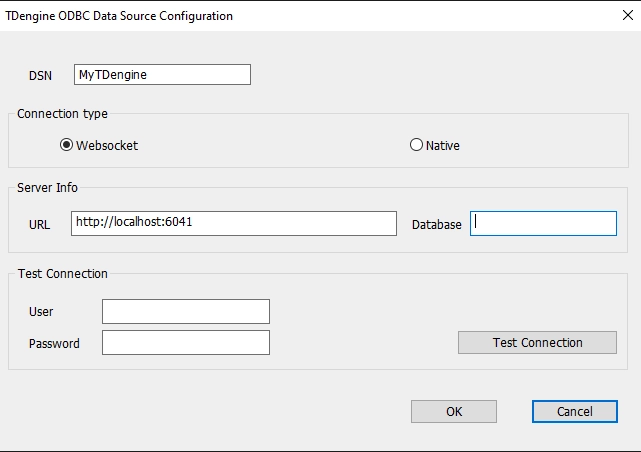 TDengine ODBC Data Source Configuration
DSN MyTDengine
Connection type
Websocket Native
Server Info
URL http://localhost:6041 Database
Test Connection
User
Password Test Connection
OK Cancel